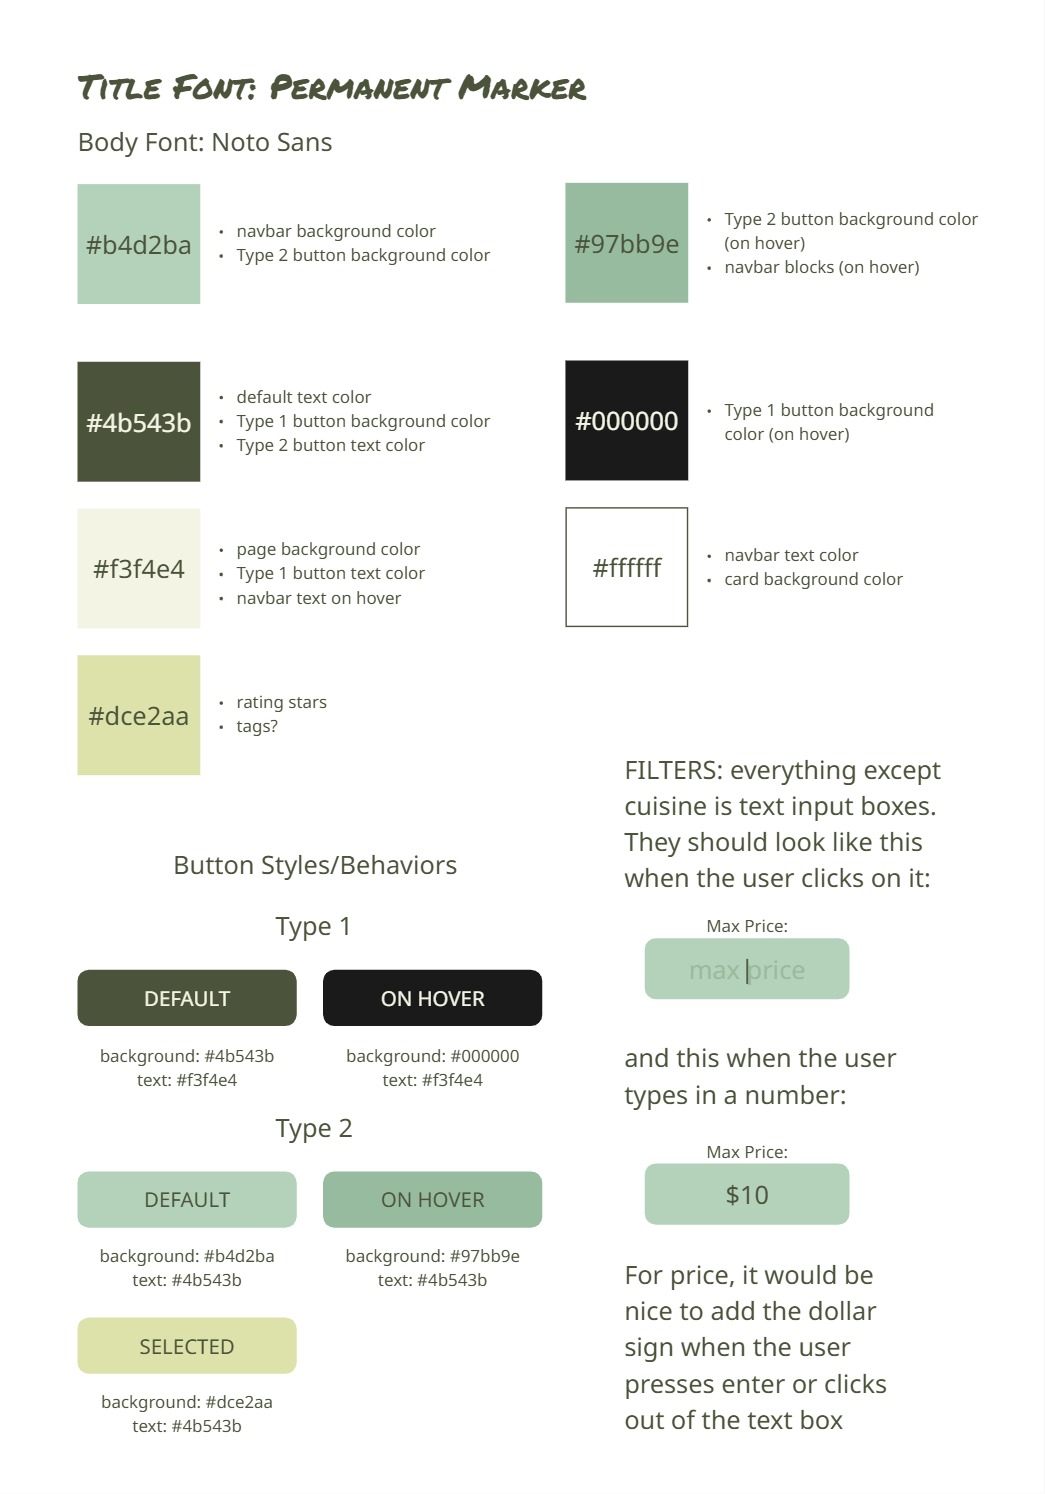 Title Font: Permanent Marker
Body Font: Noto Sans
#b4d2ba
• navbar background color
• Type 2 button background color
#97bb9e
• Type 2 button background color
(on hover)
• navbar blocks (on hover)
#4b543b
• default text color
• Type 1 button background color
• Type 2 button text color
#000000
• Type 1 button background
color (on hover)
#f3f4e4
• page background color
• Type 1 button text color
• navbar text on hover
#ffffff
• navbar text color
• card background color
#dce2aa
• rating stars
• tags?
Button Styles/Behaviors
Type 1
DEFAULT
background: #4b543b
text: #f3f4e4
ON HOVER
background: #000000
text: #f3f4e4
Type 2
DEFAULT
background: #b4d2ba
text: #4b543b
ON HOVER
background: #97bb9e
text: #4b543b
SELECTED
background: #dce2aa
text: #4b543b
FILTERS: everything except
cuisine is text input boxes.
They should look like this
when the user clicks on it:
Max Price:
max price
and this when the user
types in a number:
Max Price:
$10
For price, it would be
nice to add the dollar
sign when the user
presses enter or clicks
out of the text box